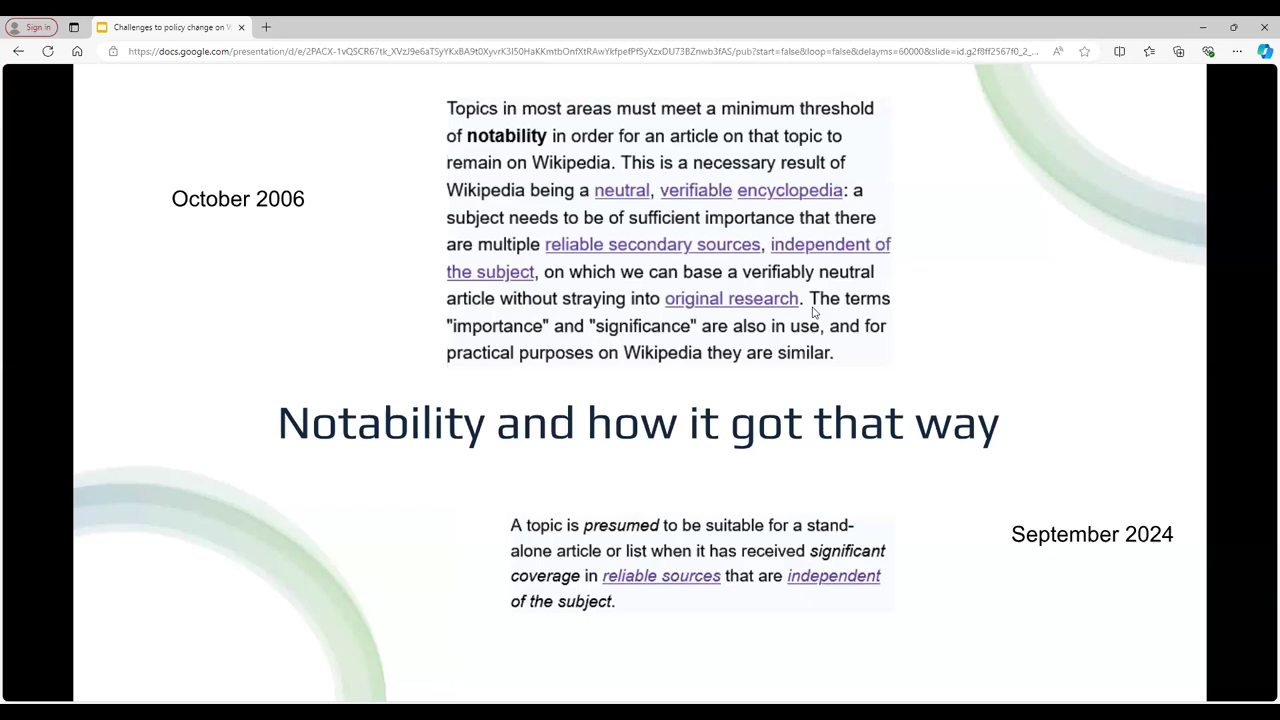 Sign in
Challenges to policy change on W
https://docs.google.com/presentation/d/e/2PACX-1vQSCR67tk_XVzJ9e6aTSyYKxBA9t0XyvrK3I50HaKKmtbOnfXtRAwYkfpefPfSyXzxDU73BZnwb3fAS/pub?start=false&loop=false&delayms=60000&slide=id.g2f8ff2567f0_2_...
Topics in most areas must meet a minimum threshold
of notability in order for an article on that topic to
remain on Wikipedia. This is a necessary result of
Wikipedia being a neutral, verifiable encyclopedia: a
subject needs to be of sufficient importance that there
are multiple reliable secondary sources, independent of
the subject, on which we can base a verifiably neutral
article without straying into original research. The terms
"importance" and "significance" are also in use, and for
practical purposes on Wikipedia they are similar.
October 2006
Notability and how it got that way
A topic is presumed to be suitable for a stand-
alone article or list when it has received significant
coverage in reliable sources that are independent
of the subject.
September 2024